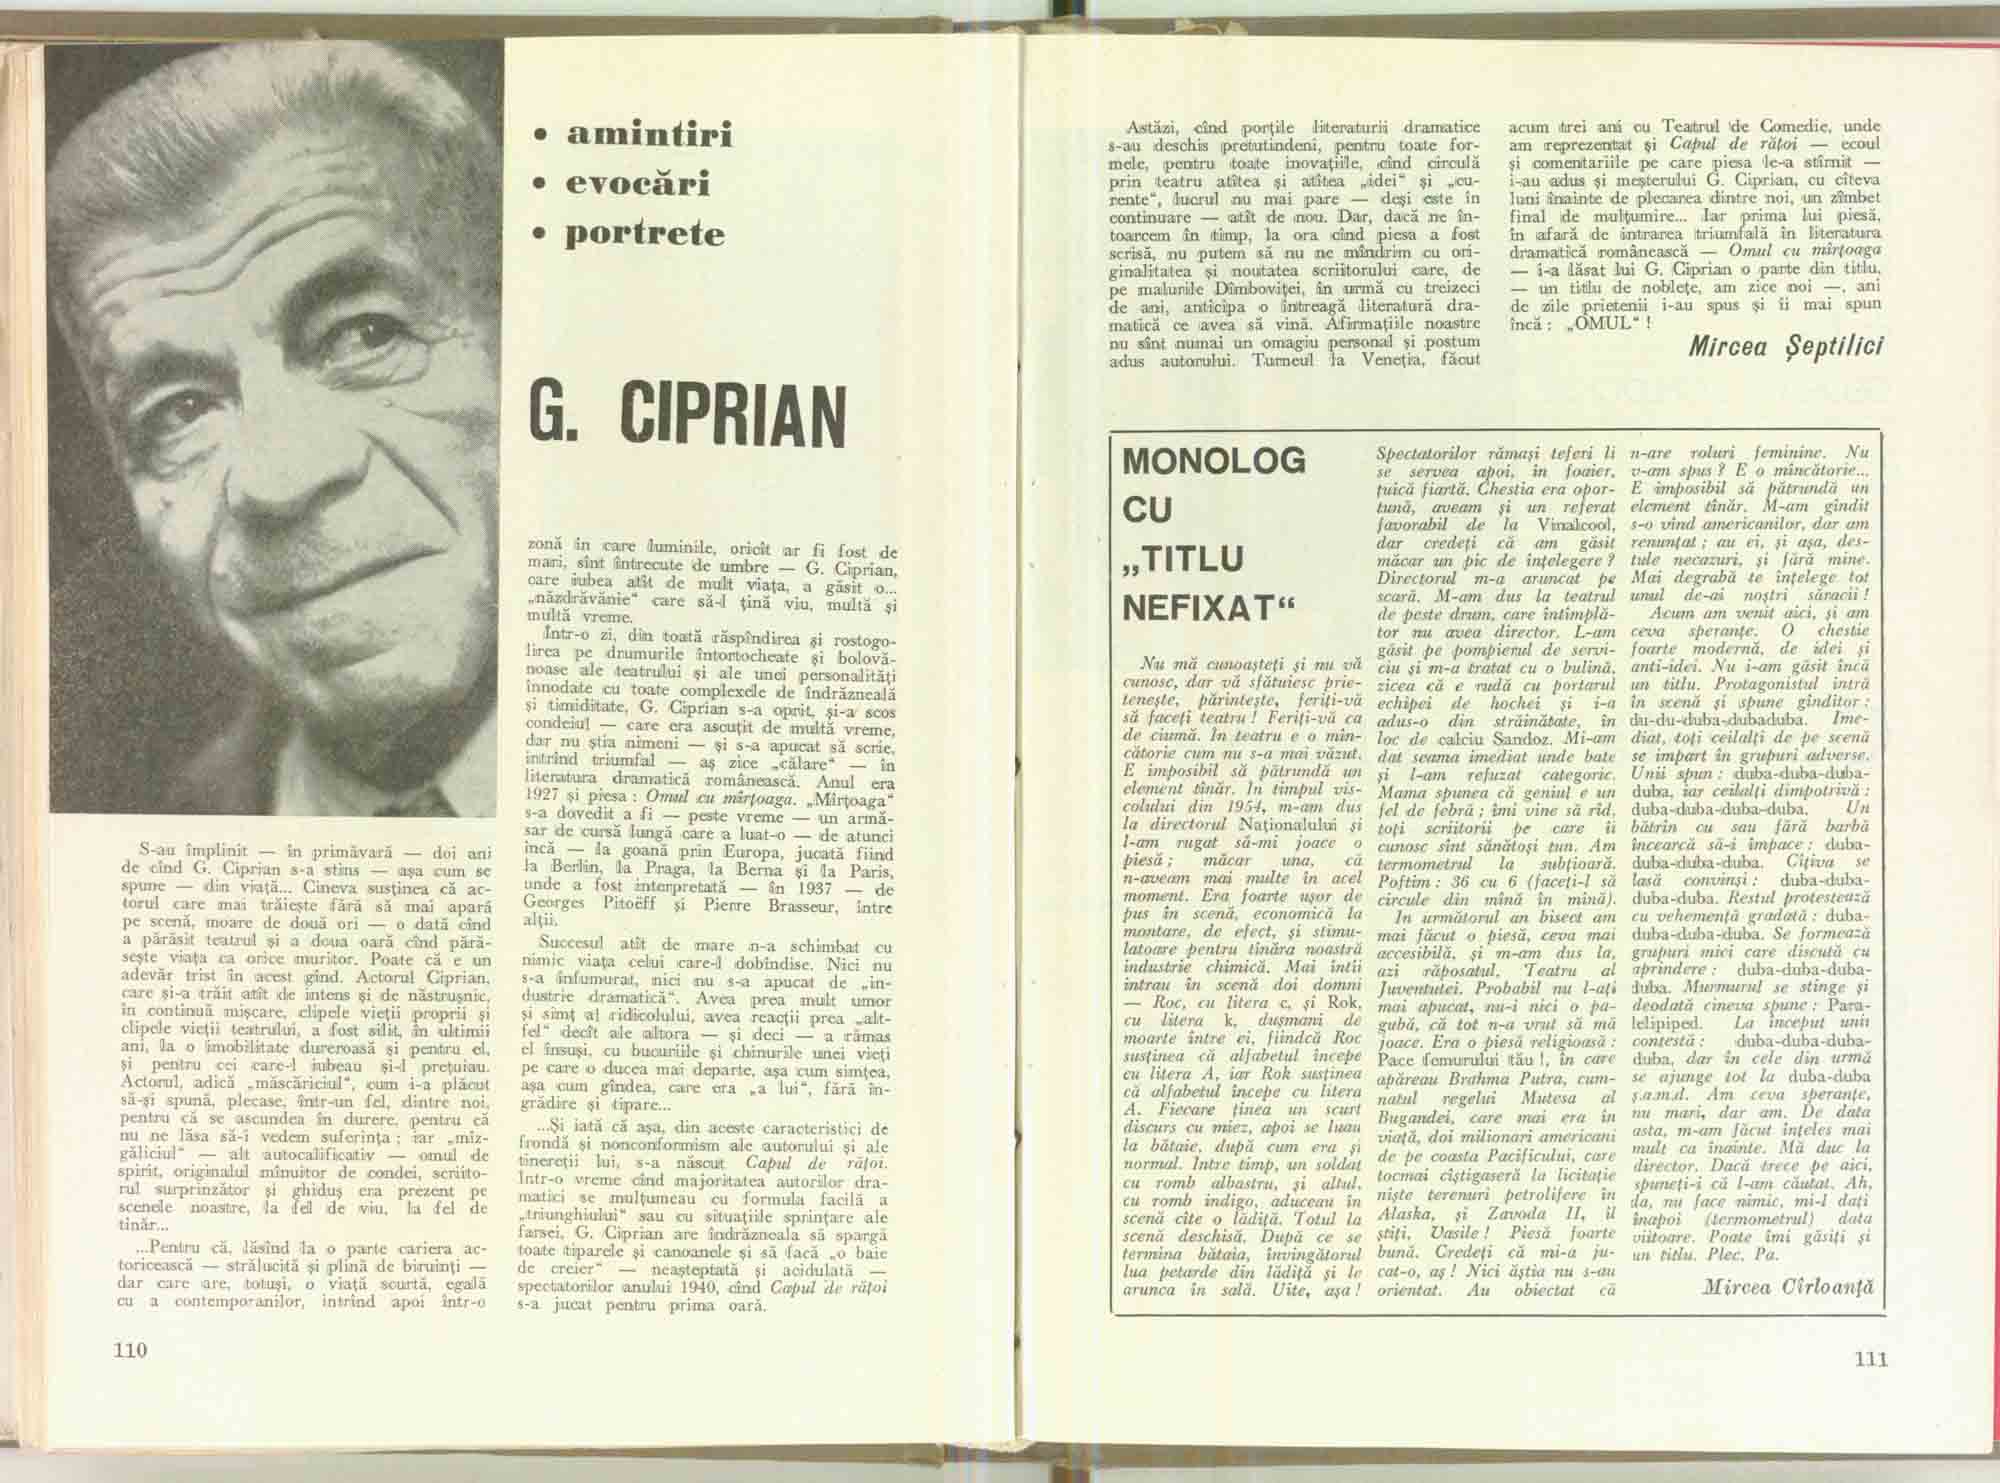 • amintiri
• evocări
• portrete
G. CIPRIAN
S-au împlinit — în primăvară — doi ani
de cînd G. Ciprian s-a stins — așa cum se
spune — din viață... Cineva susținea că ac-
torul care mai trăiește fără să mai apară
pe scenă, moare de două ori — o dată cînd
a părăsit teatrul și a doua oară cînd pără-
sește viața ca orice muritor. Poate că e un
adevăr trist în acest gînd. Actorul Ciprian,
care și-a trăit atît de intens și de năstrușnic,
în continuă mișcare, clipele vieții proprii și
clipele vieții teatrului, a fost silit, în ultimii
ani, la o imobilitate dureroasă și pentru el,
și pentru cei care-l iubeau și-l prețuiau.
Actorul, adică „măscăriciul“, cum i-a plăcut
să-și spună, plecase, într-un fel, dintre noi,
pentru că se ascundea în durere, pentru că
nu ne lăsa să-i vedem suferința ; iar „mîz-
găliciul“ — alt autocalificativ — omul de
spirit, originalul mînuitor de condei, scriito-
rul surprinzător și ghiduș era prezent pe
scenele noastre, la fel de viu, la fel de
tînăr...
...Pentru că, lăsînd la o parte cariera ac-
toricească — strălucită și plină de biruinți —
dar care are, totuși, o viață scurtă, egală
cu a contemporanilor, intrînd apoi într-o
zonă în care luminile, oricît ar fi fost de
mari, sînt întrecute de umbre — G. Ciprian,
care iubea atît de mult viața, a găsit o...
„năzdrăvănie“ care să-l țină viu, multă și
multă vreme.
Într-o zi, din toată răspîndirea și rostogo-
lirea pe drumurile întortocheate și bolovă-
noase ale teatrului și ale unei personalități
înnodate cu toate complexele de îndrăzneală
și timiditate, G. Ciprian s-a oprit, și-a scos
condeiul — care era ascuțit de multă vreme,
dar nu știa nimeni — și s-a apucat să scrie,
intrînd triumfal — aș zice „călare“ — în
literatura dramatică românească. Anul era
1927 și piesa : Omul cu mîrțoaga. „Mîrțoaga“
s-a dovedit a fi — peste vreme — un armă-
sar de cursă lungă care a luat-o — de atunci
încă — la goană prin Europa, jucată fiind
la Berlin, la Praga, la Berna și la Paris,
unde a fost interpretată — în 1937 — de
Georges Pitoëff și Pierre Brasseur, între
alții.
Succesul atît de mare n-a schimbat cu
nimic viața celui care-l dobîndise. Nici nu
s-a înfumurat, nici nu s-a apucat de „in-
dustrie dramatică“. Avea prea mult umor
și simț al ridicolului, avea reacții prea „alt-
fel“ decît ale altora — și deci — a rămas
el însuși, cu bucuriile și chinurile unei vieți
pe care o ducea mai departe, așa cum simțea,
așa cum gîndea, care era „a lui“, fără în-
grădire și tipare...
...Și iată că așa, din aceste caracteristici de
frondă și nonconformism ale autorului și ale
tinereții lui, s-a născut Capul de rățoi.
Într-o vreme cînd majoritatea autorilor dra-
matici se mulțumeau cu formula facilă a
„triunghiului“ sau cu situațiile sprințare ale
farsei, G. Ciprian are îndrăzneala să spargă
toate tiparele și canoanele și să facă „o baie
de creier“ — neașteptată și acidulată —
spectatorilor anului 1940, cînd Capul de rățoi
s-a jucat pentru prima oară.
110
Astăzi, cînd porțile literaturii dramatice
s-au deschis pretutindeni, pentru toate for-
mele, pentru toate inovațiile, cînd circulă
prin teatru atîtea și atîtea „idei“ și „cu-
rente“, lucrul nu mai pare — deși este în
continuare — atît de nou. Dar, dacă ne în-
toarcem în timp, la ora cînd piesa a fost
scrisă, nu putem să nu ne mîndrim cu ori-
ginalitatea și noutatea scriitorului care, de
pe malurile Dîmboviței, în urmă cu treizeci
de ani, anticipa o întreagă literatură dra-
matică ce avea să vină. Afirmațiile noastre
nu sînt numai un omagiu personal și postum
adus autorului. Turneul la Veneția, făcut
acum trei ani cu Teatrul de Comedie, unde
am reprezentat și Capul de rățoi — ecoul
și comentariile pe care piesa le-a stîrnit —
i-au adus și meșterului G. Ciprian, cu cîteva
luni înainte de plecarea dintre noi, un zîmbet
final de mulțumire... Iar prima lui piesă,
în afară de intrarea triumfală în literatura
dramatică românească — Omul cu mîrțoaga
— i-a lăsat lui G. Ciprian o parte din titlu,
— un titlu de noblețe, am zice noi —, ani
de zile prietenii i-au spus și îi mai spun
încă : „OMUL“ !
Mircea Șeptilici
MONOLOG
CU
„TITLU
NEFIXAT“
Nu mă cunoașteți și nu vă
cunosc, dar vă sfătuiesc prie-
tenește, părintește, feriți-vă
să faceți teatru ! Feriți-vă ca
de ciumă. În teatru e o mîn-
cătorie cum nu s-a mai văzut.
E imposibil să pătrundă un
element tînăr. În timpul vis-
colului din 1954, m-am dus
la directorul Naționalului și
l-am rugat să-mi joace o
piesă ; măcar una, că
n-aveam mai multe în acel
moment. Era foarte ușor de
pus în scenă, economică la
montare, de efect, și stimu-
latoare pentru tînăra noastră
industrie chimică. Mai întîi
intrau în scenă doi domni
— Roc, cu litera c, și Rok,
cu litera k, dușmani de
moarte între ei, fiindcă Roc
susținea că alfabetul începe
cu litera A, iar Rok susținea
că alfabetul începe cu litera
A. Fiecare ținea un scurt
discurs cu miez, apoi se luau
la bătaie, după cum era și
normal. Între timp, un soldat
cu romb albastru, și altul,
cu romb indigo, aduceau în
scenă cîte o lădiță. Totul la
scenă deschisă. După ce se
termina bătaia, învingătorul
lua petarde din lădiță și le
arunca în sală. Uite, așa !
Spectatorilor rămași teferi li
se servea apoi, în foaier,
țuică fiartă. Chestia era opor-
tună, aveam și un referat
favorabil de la Vinalcool,
dar credeți că am găsit
măcar un pic de înțelegere ?
Directorul m-a aruncat pe
scară. M-am dus la teatrul
de peste drum, care întîmplă-
tor nu avea director. L-am
găsit pe pompierul de servi-
ciu și m-a tratat cu o bulină,
zicea că e rudă cu portarul
echipei de hochei și i-a
adus-o din străinătate, în
loc de calciu Sandoz. Mi-am
dat seama imediat unde bate
și l-am refuzat categoric.
Mama spunea că geniul e un
fel de febră ; îmi vine să rîd,
toți scriitorii pe care îi
cunosc sînt sănătoși tun. Am
termometrul la subțioară.
Poftim : 36 cu 6 (faceți-l să
circule din mînă în mînă).
In următorul an bisect am
mai făcut o piesă, ceva mai
accesibilă, și m-am dus la,
azi răposatul, Teatru al
Juventutei. Probabil nu l-ați
mai apucat, nu-i nici o pa-
gubă, că tot n-a vrut să mă
joace. Era o piesă religioasă :
Pace femurului tău !, în care
apăreau Brahma Putra, cum-
natul regelui Mutesa al
Bugandei, care mai era în
viață, doi milionari americani
de pe coasta Pacificului, care
tocmai cîștigaseră la licitație
niște terenuri petrolifere în
Alaska, și Zavoda II, îl
știți, Vasile ! Piesă foarte
bună. Credeți că mi-a ju-
cat-o, aș ! Nici ăștia nu s-au
orientat. Au obiectat că
n-are roluri feminine. Nu
v-am spus ? E o mîncătorie...
E imposibil să pătrundă un
element tînăr. M-am gîndit
s-o vînd americanilor, dar am
renunțat ; au ei, și așa, des-
tule necazuri, și fără mine.
Mai degrabă te înțelege tot
unul de-ai noștri săracii !
Acum am venit aici, și am
ceva speranțe. O chestie
foarte modernă, de idei și
anti-idei. Nu i-am găsit încă
un titlu. Protagonistul intră
în scenă și spune gînditor :
du-du-duba-dubaduba. Ime-
diat, toți ceilalți de pe scenă
se împart în grupuri adverse.
Unii spun : duba-duba-duba-
duba, iar ceilalți dimpotrivă :
duba-duba-duba-duba. Un
bătrîn cu sau fără barbă
încearcă să-i împace : duba-
duba-duba-duba. Cîțiva se
lasă convinși : duba-duba-
duba-duba. Restul protestează
cu vehemență gradată : duba-
duba-duba-duba. Se formează
grupuri mici care discută cu
aprindere : duba-duba-duba-
duba. Murmurul se stinge și
deodată cineva spune : Para-
lelipiped. La început unii
contestă : duba-duba-duba-
duba, dar în cele din urmă
se ajunge tot la duba-duba
ș.a.m.d. Am ceva speranțe,
nu mari, dar am. De data
asta, m-am făcut înțeles mai
mult ca înainte. Mă duc la
director. Dacă trece pe aici,
spuneți-i că l-am căutat. Ah,
da, nu face nimic, mi-l dați
înapoi (termometrul) data
viitoare. Poate îmi găsiți și
un titlu. Plec. Pa.
Mircea Cîrloanță
111